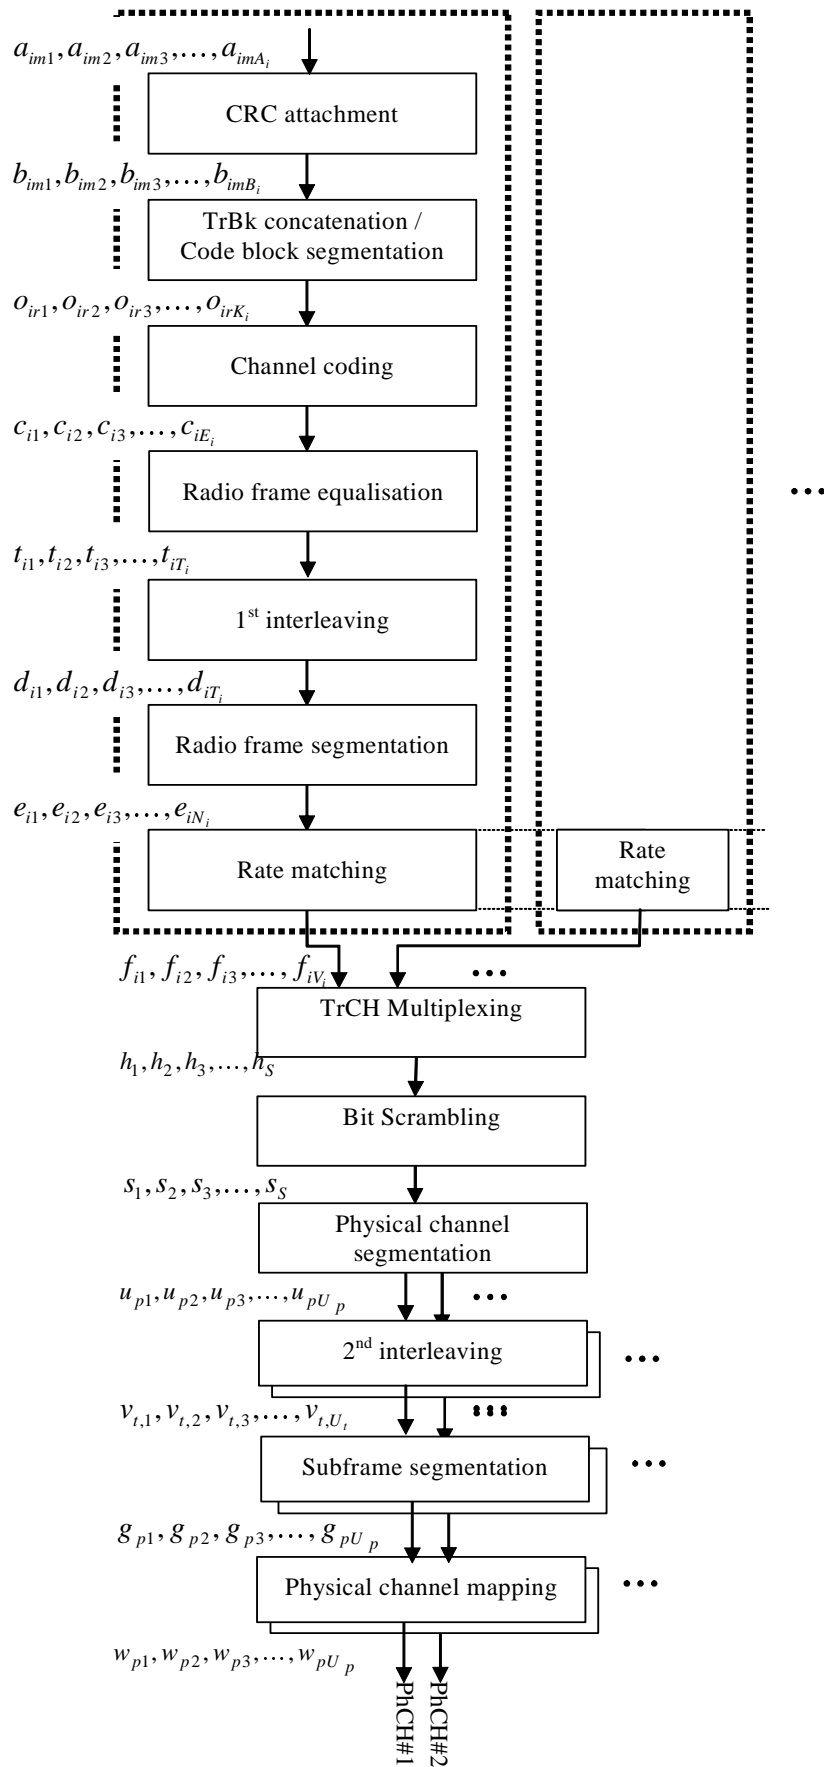 a_{im1}, a_{im2}, a_{im3}, ..., a_{imA_i}
CRC attachment
b_{im1}, b_{im2}, b_{im3}, ..., b_{imB_i}
TrBk concatenation /
Code block segmentation
o_{ir1}, o_{ir2}, o_{ir3}, ..., o_{irK_i}
Channel coding
c_{i1}, c_{i2}, c_{i3}, ..., c_{iE_i}
Radio frame equalisation
...
t_{i1}, t_{i2}, t_{i3}, ..., t_{iT_i}
1st interleaving
d_{i1}, d_{i2}, d_{i3}, ..., d_{iT_i}
Radio frame segmentation
e_{i1}, e_{i2}, e_{i3}, ..., e_{iN_i}
Rate matching
Rate
matching
f_{i1}, f_{i2}, f_{i3}, ..., f_{iV_i}
...
TrCH Multiplexing
h_1, h_2, h_3, ..., h_S
Bit Scrambling
s_1, s_2, s_3, ..., s_S
Physical channel
segmentation
u_{p1}, u_{p2}, u_{p3}, ..., u_{pU_p}
...
2nd interleaving
...
v_{t,1}, v_{t,2}, v_{t,3}, ..., v_{t,U_t}
...
Subframe segmentation
...
g_{p1}, g_{p2}, g_{p3}, ..., g_{pU_p}
Physical channel mapping
...
w_{p1}, w_{p2}, w_{p3}, ..., w_{pU_p}
PhCH#1
PhCH#2